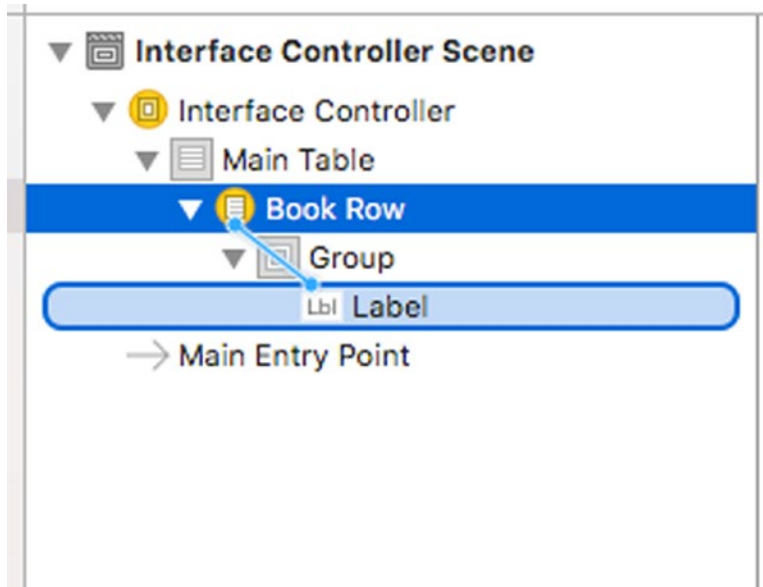 Interface Controller Scene
Interface Controller
Main Table
Book Row
Group
Lbl Label
Main Entry Point